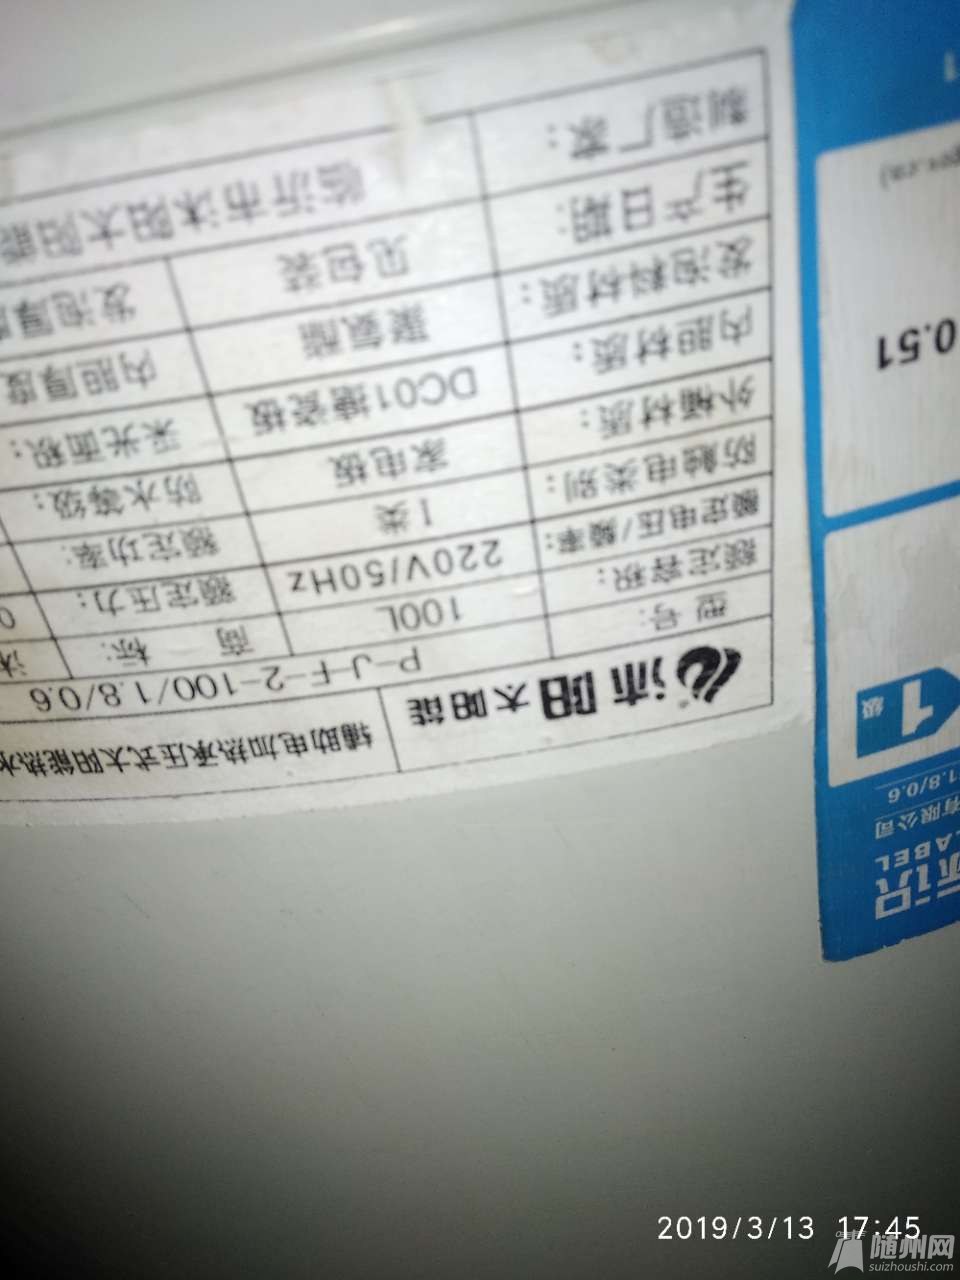 沐阳太阳能
辅助电加热承压式太阳能热水
型 号: P-J-F-2-100/1.8/0.6
额定容积: 100L 商 标:
额定电压/频率: 220V/50Hz 额定压力: 0
防触电类别: I类 额定功率:
外桶材质: 家电板 防水等级:
内胆材质: DC01搪瓷板 采光面积:
发泡料材质: 聚氨酯 内胆厚度
生产日期: 见包装 发泡厚度
制造厂家: 临沂市沐阳太阳能
标识
LABEL
有限公司
1.8/0.6
1级
0.51
2019/3/13 17:45
随州网
suizhoushi.com